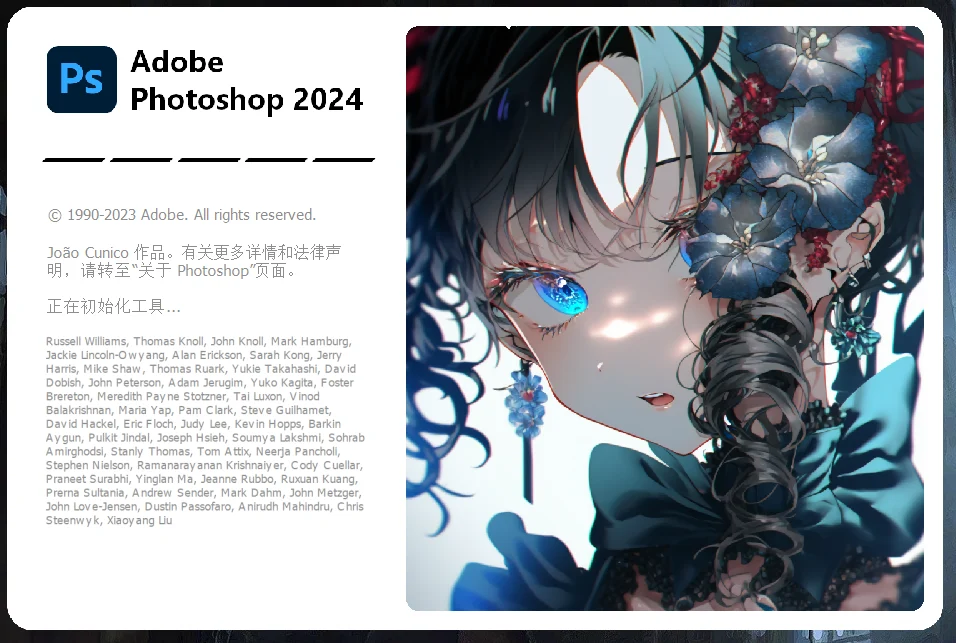 Ps
Adobe
Photoshop 2024
© 1990-2023 Adobe. All rights reserved.
João Cunico 作品。有关更多详情和法律声
明，请转至“关于 Photoshop”页面。
正在初始化工具...
Russell Williams, Thomas Knoll, John Knoll, Mark Hamburg,
Jackie Lincoln-Owyang, Alan Erickson, Sarah Kong, Jerry
Harris, Mike Shaw, Thomas Ruark, Yukie Takahashi, David
Dobish, John Peterson, Adam Jerugim, Yuko Kagita, Foster
Brereton, Meredith Payne Stotzner, Tai Luxon, Vinod
Balakrishnan, Maria Yap, Pam Clark, Steve Guilhamet,
David Hackel, Eric Floch, Judy Lee, Kevin Hopps, Barkin
Aygun, Pulkit Jindal, Joseph Hsieh, Soumya Lakshmi, Sohrab
Amirghodsi, Stanly Thomas, Tom Attix, Neerja Pancholi,
Stephen Nielson, Ramanarayanan Krishnaiyer, Cody Cuellar,
Praneet Surabhi, Yinglan Ma, Jeanne Rubbo, Ruxuan Kuang,
Prerna Sultania, Andrew Sender, Mark Dahm, John Metzger,
John Love-Jensen, Dustin Passofaro, Anirudh Mahindru, Chris
Steenwyk, Xiaoyang Liu